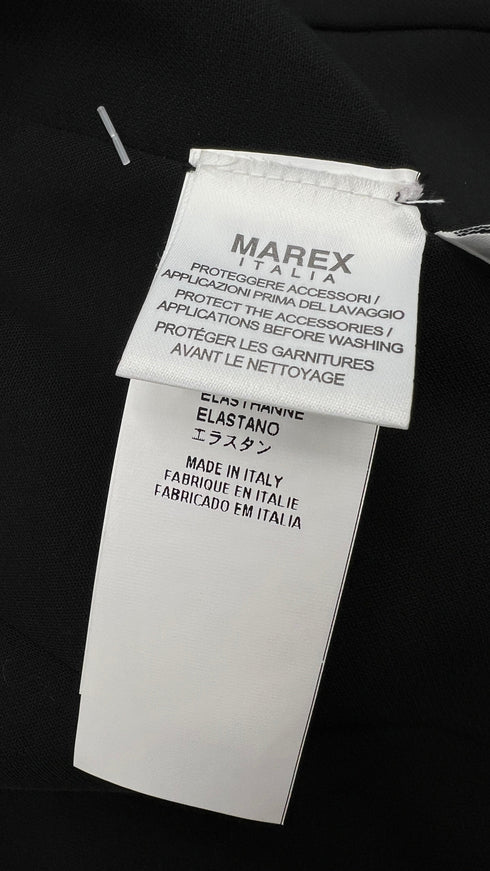 MAREX
ITALIA
PROTEGGERE ACCESSORI /
APPLICAZIONI PRIMA DEL LAVAGGIO
PROTECT THE ACCESSORIES /
APPLICATIONS BEFORE WASHING
PROTÉGER LES GARNITURES
AVANT LE NETTOYAGE
ELASTHANNE
ELASTANO
エラスタン
MADE IN ITALY
FABRIQUE EN ITALIE
FABRICADO EM ITALIA